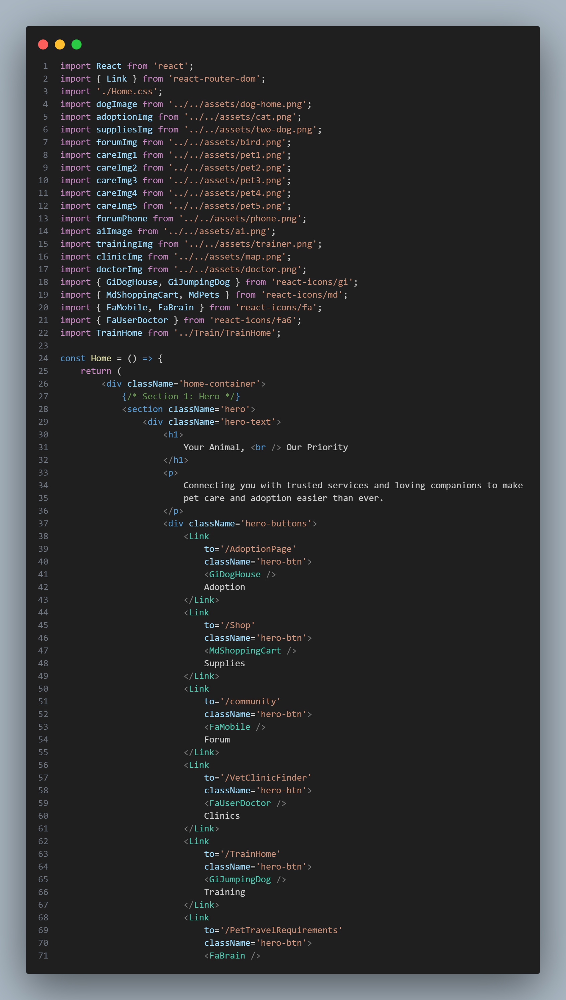 1 import React from 'react';
2 import { Link } from 'react-router-dom';
3 import './Home.css';
4 import dogImage from '../../assets/dog-home.png';
5 import adoptionImg from '../../assets/cat.png';
6 import suppliesImg from '../../assets/two-dog.png';
7 import forumImg from '../../assets/bird.png';
8 import careImg1 from '../../assets/pet1.png';
9 import careImg2 from '../../assets/pet2.png';
10 import careImg3 from '../../assets/pet3.png';
11 import careImg4 from '../../assets/pet4.png';
12 import careImg5 from '../../assets/pet5.png';
13 import forumPhone from '../../assets/phone.png';
14 import aiImage from '../../assets/ai.png';
15 import trainingImg from '../../assets/trainer.png';
16 import clinicImg from '../../assets/map.png';
17 import doctorImg from '../../assets/doctor.png';
18 import { GiDogHouse, GiJumpingDog } from 'react-icons/gi';
19 import { MdShoppingCart, MdPets } from 'react-icons/md';
20 import { FaMobile, FaBrain } from 'react-icons/fa';
21 import { FaUserDoctor } from 'react-icons/fa6';
22 import TrainHome from '../Train/TrainHome';
23
24 const Home = () => {
25     return (
26         <div className='home-container'>
27             {/* Section 1: Hero */}
28             <section className='hero'>
29                 <div className='hero-text'>
30                     <h1>
31                         Your Animal, <br /> Our Priority
32                     </h1>
33                     <p>
34                         Connecting you with trusted services and loving companions to make
35                         pet care and adoption easier than ever.
36                     </p>
37                     <div className='hero-buttons'>
38                         <Link
39                             to='/AdoptionPage'
40                             className='hero-btn'>
41                             <GiDogHouse />
42                             Adoption
43                         </Link>
44                         <Link
45                             to='/Shop'
46                             className='hero-btn'>
47                             <MdShoppingCart />
48                             Supplies
49                         </Link>
50                         <Link
51                             to='/community'
52                             className='hero-btn'>
53                             <FaMobile />
54                             Forum
55                         </Link>
56                         <Link
57                             to='/VetClinicFinder'
58                             className='hero-btn'>
59                             <FaUserDoctor />
60                             Clinics
61                         </Link>
62                         <Link
63                             to='/TrainHome'
64                             className='hero-btn'>
65                             <GiJumpingDog />
66                             Training
67                         </Link>
68                         <Link
69                             to='/PetTravelRequirements'
70                             className='hero-btn'>
71                             <FaBrain />